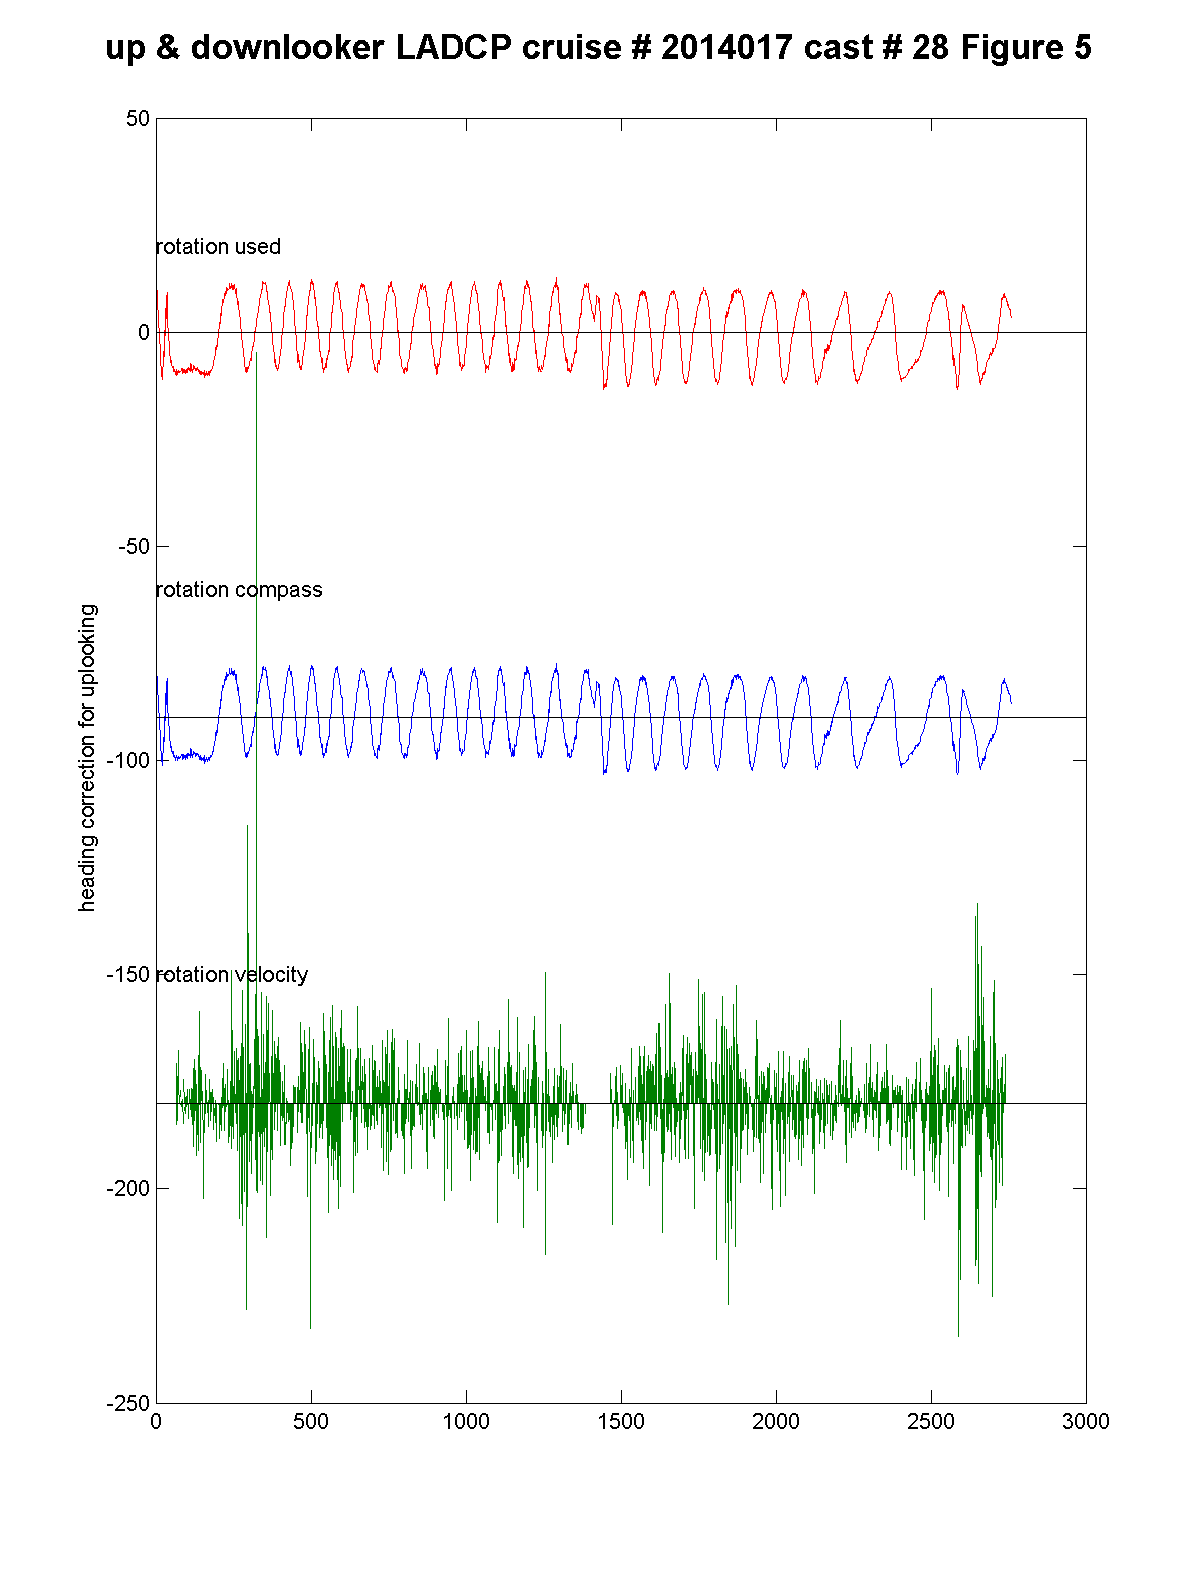 up & downlooker LADCP cruise # 2014017 cast # 28 Figure 5
50
rotation used
0
-50
rotation compass
heading correction for uplooking
-100
-150
rotation velocity
-200
-250
0 500 1000 1500 2000 2500 3000